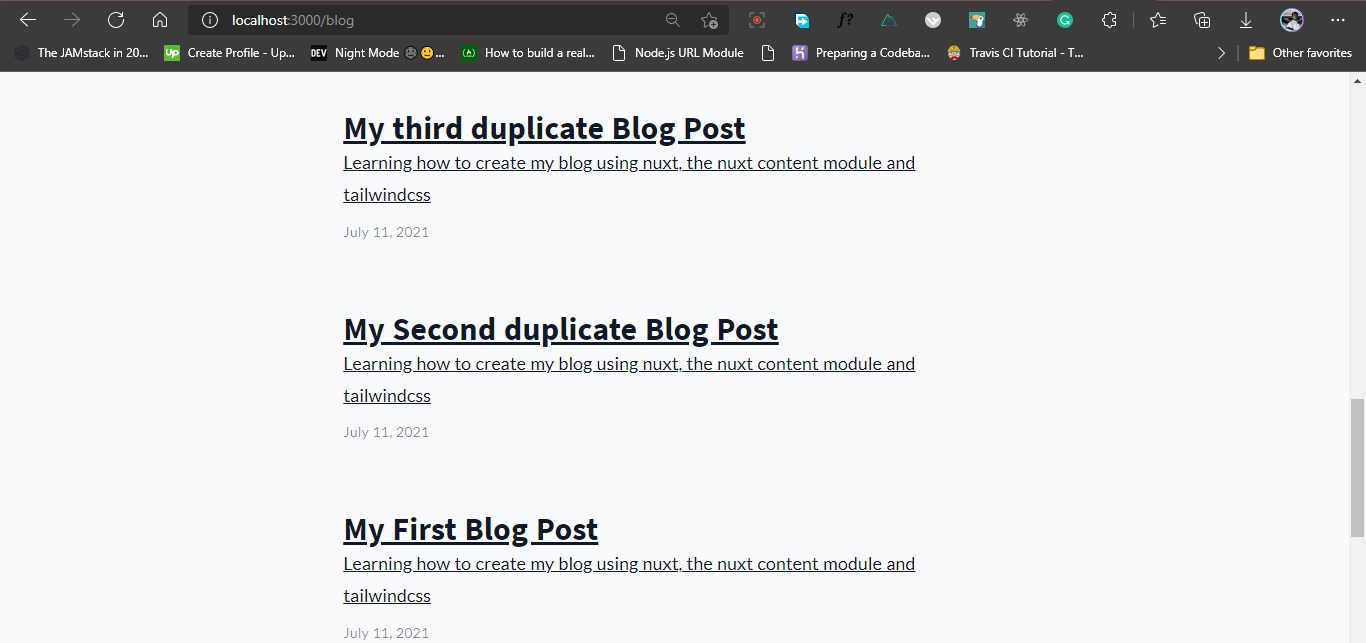 localhost:3000/blog
f?
The JAMstack in 20...
Up Create Profile - Up...
DEV Night Mode 🌚🌝...
How to build a real...
Node.js URL Module
Preparing a Codeba...
Travis CI Tutorial - T...
Other favorites
My third duplicate Blog Post
Learning how to create my blog using nuxt, the nuxt content module and
tailwindcss
July 11, 2021
My Second duplicate Blog Post
Learning how to create my blog using nuxt, the nuxt content module and
tailwindcss
July 11, 2021
My First Blog Post
Learning how to create my blog using nuxt, the nuxt content module and
tailwindcss
July 11, 2021